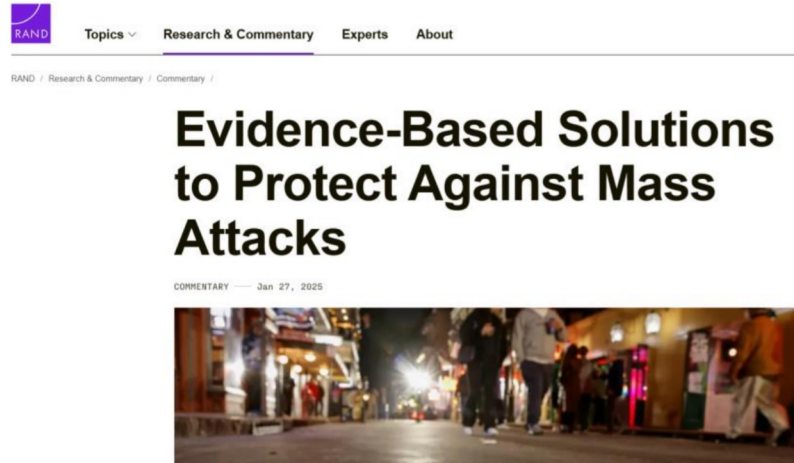 RAND
Topics
Research & Commentary
Experts
About
RAND / Research & Commentary / Commentary /
Evidence-Based Solutions
to Protect Against Mass
Attacks
COMMENTARY — Jan 27, 2025